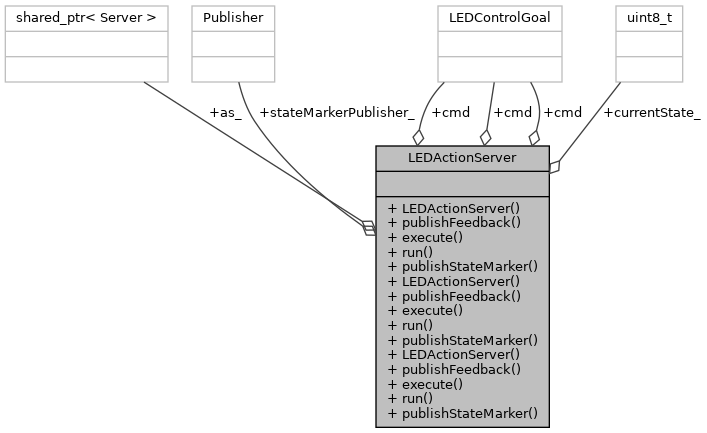 shared_ptr< Server >
Publisher
LEDControlGoal
uint8_t
+as_
+stateMarkerPublisher_
+cmd
+cmd
+cmd
+currentState_
LEDActionServer
+ LEDActionServer()
+ publishFeedback()
+ execute()
+ run()
+ publishStateMarker()
+ LEDActionServer()
+ publishFeedback()
+ execute()
+ run()
+ publishStateMarker()
+ LEDActionServer()
+ publishFeedback()
+ execute()
+ run()
+ publishStateMarker()